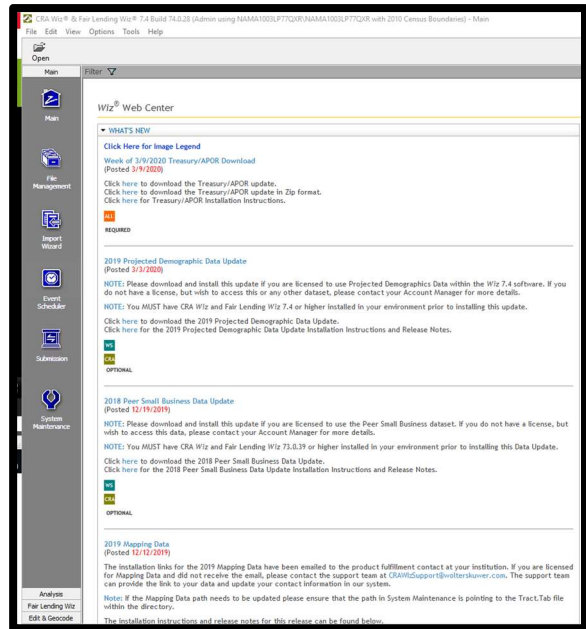 CRA Wiz® & Fair Lending Wiz® 7.4 Build 74.0.28 (Admin using NAMA1003LP77QXR\NAMA1003LP77QXR with 2010 Census Boundaries) - Main
File Edit View Options Tools Help
Open
Main
Filter
Main
File Management
Import Wizard
Event Scheduler
Submission
System Maintenance
Analysis
Fair Lending Wiz
Edit & Geocode
Wiz® Web Center
WHAT'S NEW
Click Here for Image Legend
Week of 3/9/2020 Treasury/APOR Download
(Posted 3/9/2020)
Click here to download the Treasury/APOR update.
Click here to download the Treasury/APOR update in Zip format.
Click here for Treasury/APOR Installation Instructions.
ALL
REQUIRED
2019 Projected Demographic Data Update
(Posted 3/3/2020)
NOTE: Please download and install this update if you are licensed to use Projected Demographics Data within the Wiz 7.4 software. If you
do not have a license, but wish to access this or any other dataset, please contact your Account Manager for more details.
NOTE: You MUST have CRA Wiz and Fair Lending Wiz 7.4 or higher installed in your environment prior to installing this update.
Click here to download the 2019 Projected Demographic Data Update.
Click here for the 2019 Projected Demographic Data Update Installation Instructions and Release Notes.
WS
CRA
OPTIONAL
2018 Peer Small Business Data Update
(Posted 12/19/2019)
NOTE: Please download and install this update if you are licensed to use the Peer Small Business dataset. If you do not have a license, but
wish to access this data, please contact your Account Manager for more details.
NOTE: You MUST have CRA Wiz and Fair Lending Wiz 73.0.39 or higher installed in your environment prior to installing this Data Update.
Click here to download the 2018 Peer Small Business Data Update.
Click here for the 2018 Peer Small Business Data Update Installation Instructions and Release Notes.
WS
CRA
OPTIONAL
2019 Mapping Data
(Posted 12/12/2019)
The installation links for the 2019 Mapping Data have been emailed to the product fulfillment contact at your institution. If you are licensed
for Mapping Data and did not receive the email, please contact the support team at CRAWizSupport@wolterskluwer.com. The support team
can provide the link to your data and update your contact information in our system.
Note: If the Mapping Data path needs to be updated please ensure that the path in System Maintenance is pointing to the Tract.Tab file
within the directory.
The installation instructions and release notes for this release can be found below.